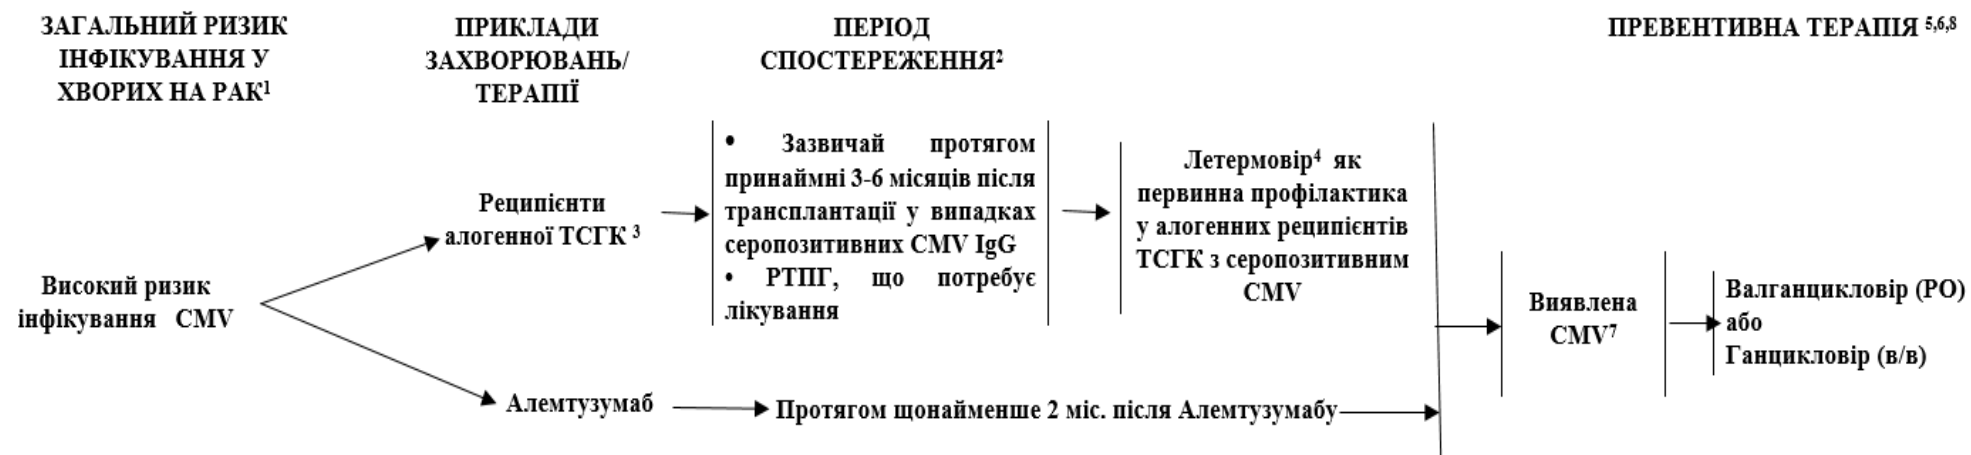 ЗАГАЛЬНИЙ РИЗИК
ІНФІКУВАННЯ У
ХВОРИХ НА РАК¹
ПРИКЛАДИ
ЗАХВОРЮВАНЬ/
ТЕРАПІЇ
ПЕРІОД
СПОСТЕРЕЖЕННЯ²
ПРЕВЕНТИВНА ТЕРАПІЯ ⁵,⁶,⁸
Високий ризик
інфікування CMV
Реципієнти
алогенної ТСГК ³
• Зазвичай протягом
принаймні 3-6 місяців після
трансплантації у випадках
серопозитивних CMV IgG
• РТПГ, що потребує
лікування
Летермовір⁴ як
первинна профілактика
у алогенних реципієнтів
ТСГК з серопозитивним
CMV
Алемтузумаб
Протягом щонайменше 2 міс. після Алемтузумабу
Виявлена
CMV⁷
Валганцикловір (PO)
або
Ганцикловір (в/в)